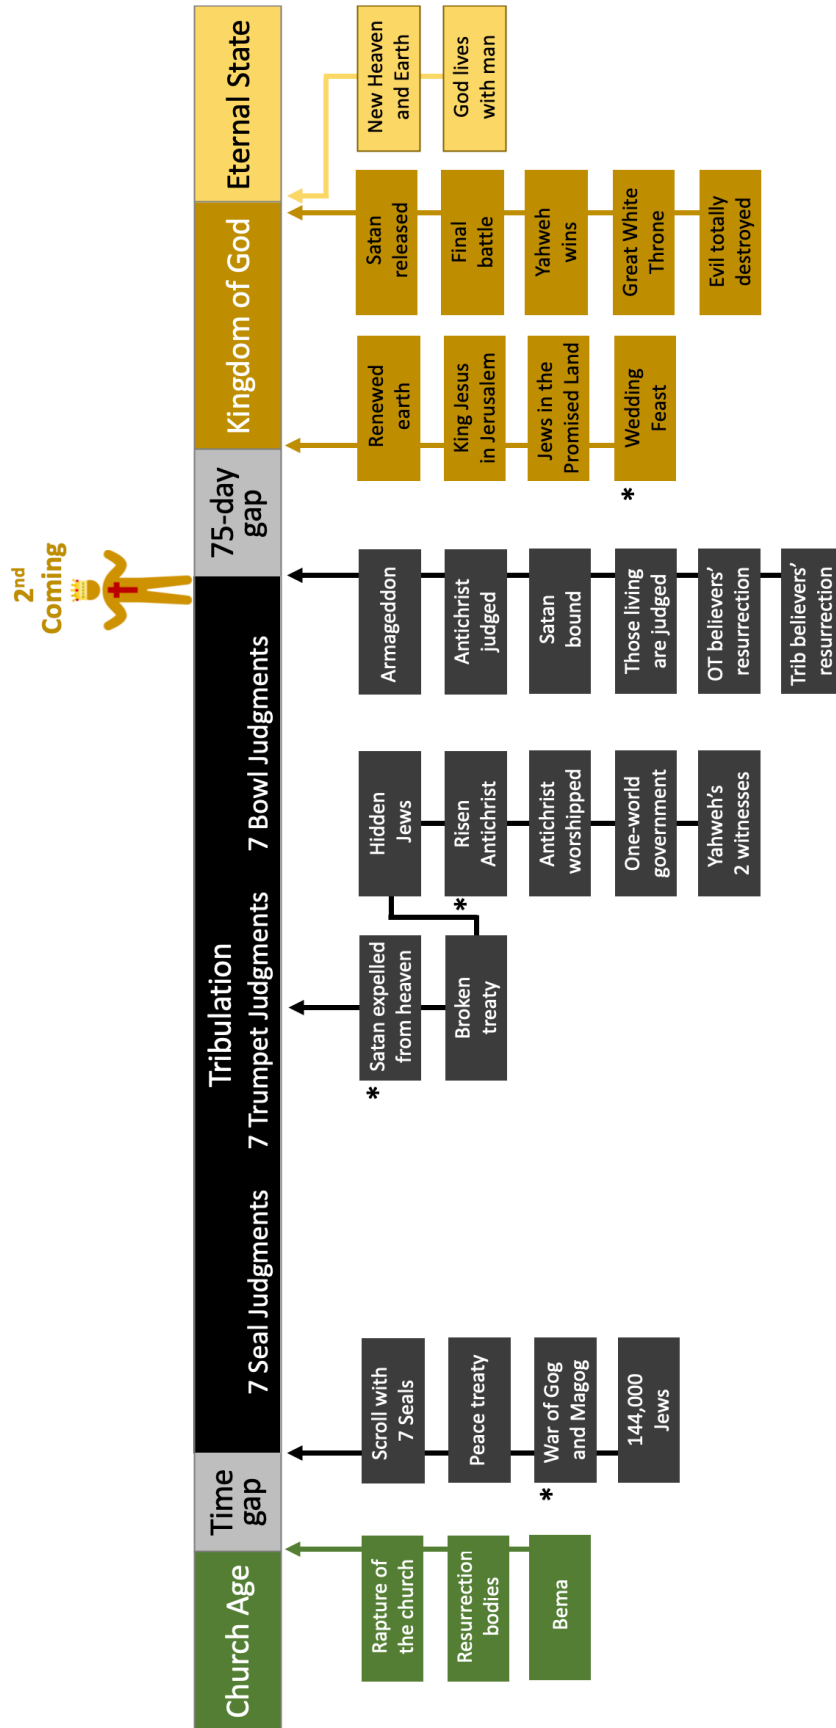 2nd
Coming
Church Age
Time
gap
Tribulation
7 Seal Judgments
7 Trumpet Judgments
7 Bowl Judgments
75-day
gap
Kingdom of God
Eternal State
Rapture of
the church
Resurrection
bodies
Bema
Scroll with
7 Seals
Peace treaty
* War of Gog
and Magog
144,000
Jews
* Satan expelled
from heaven
Broken
treaty
Hidden
Jews
* Risen
Antichrist
Antichrist
worshipped
One-world
government
Yahweh's
2 witnesses
Armageddon
Antichrist
judged
Satan
bound
Those living
are judged
OT believers'
resurrection
Trib believers'
resurrection
Renewed
earth
King Jesus
in Jerusalem
Jews in the
Promised Land
* Wedding
Feast
Satan
released
Final
battle
Yahweh
wins
Great White
Throne
Evil totally
destroyed
New Heaven
and Earth
God lives
with man